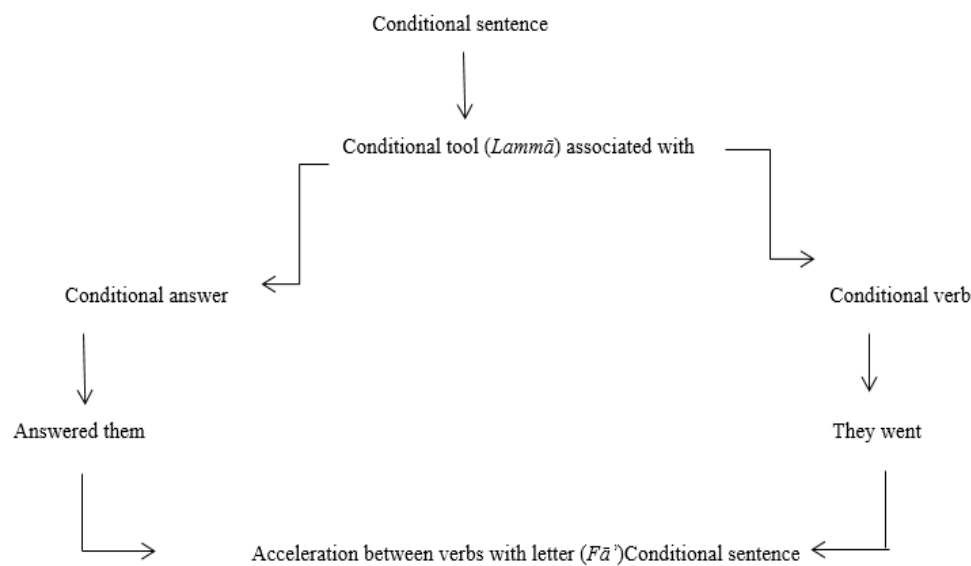 Conditional sentence
Conditional tool (Lammā) associated with
Conditional answer
Conditional verb
Answered them
They went
Acceleration between verbs with letter (Fāʾ)Conditional sentence